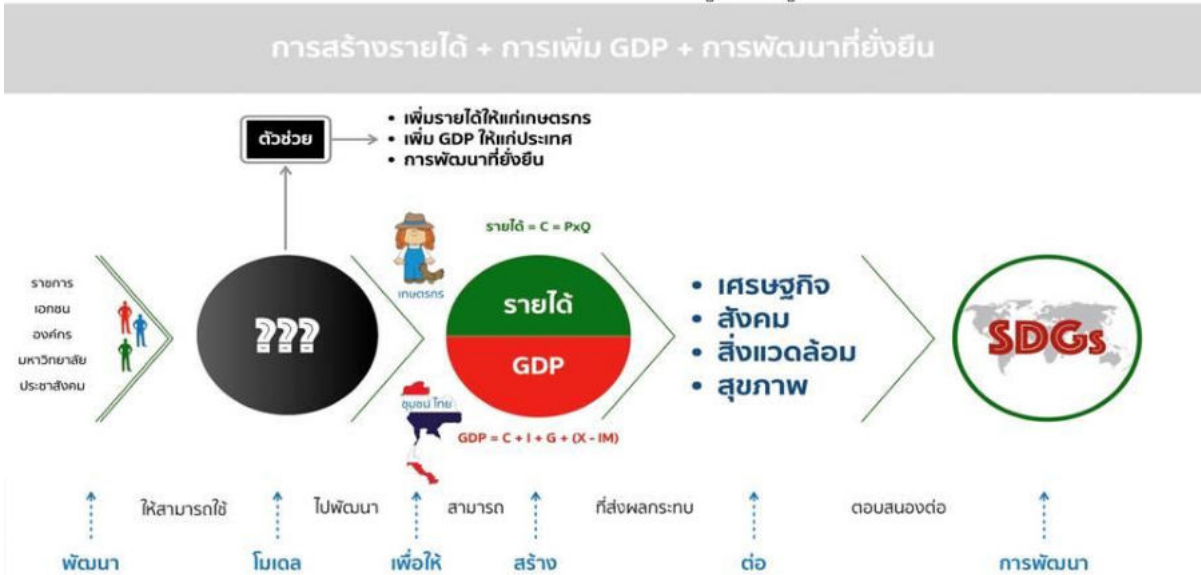 การสร้างรายได้ + การเพิ่ม GDP + การพัฒนาที่ยั่งยืน
ตัวช่วย
• เพิ่มรายได้ให้แก่เกษตรกร
• เพิ่ม GDP ให้แก่ประเทศ
• การพัฒนาที่ยั่งยืน
ราชการ
เอกชน
องค์กร
มหาวิทยาลัย
ประชาสังคม
???
เกษตรกร
ชุมชน ไทย
รายได้ = C = PxQ
รายได้
GDP
GDP = C + I + G + (X - IM)
• เศรษฐกิจ
• สังคม
• สิ่งแวดล้อม
• สุขภาพ
SDGs
ให้สามารถใช้ ไปพัฒนา สามารถ ที่ส่งผลกระทบ ตอบสนองต่อ
พัฒนา โมเดล เพื่อให้ สร้าง ต่อ การพัฒนา